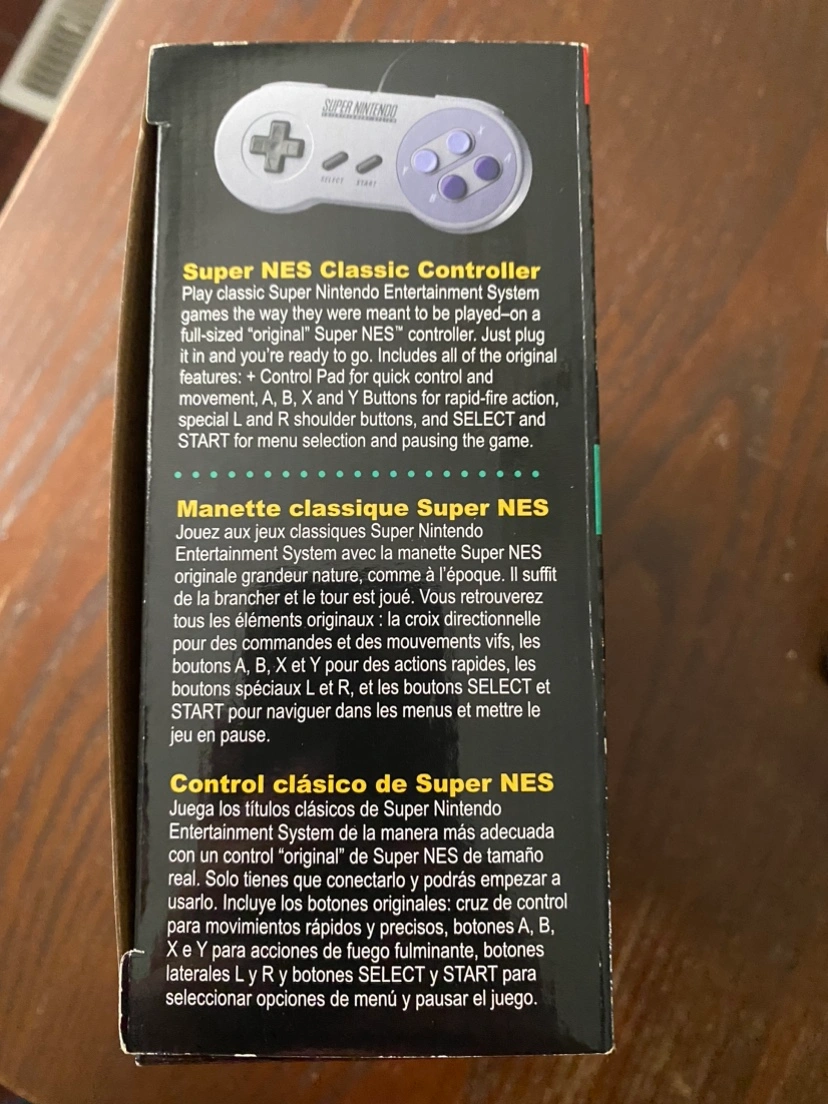 SUPER NINTENDO
ENTERTAINMENT SYSTEM
SELECT START
Super NES Classic Controller
Play classic Super Nintendo Entertainment System
games the way they were meant to be played–on a
full-sized “original” Super NES™ controller. Just plug
it in and you’re ready to go. Includes all of the original
features: + Control Pad for quick control and
movement, A, B, X and Y Buttons for rapid-fire action,
special L and R shoulder buttons, and SELECT and
START for menu selection and pausing the game.
Manette classique Super NES
Jouez aux jeux classiques Super Nintendo
Entertainment System avec la manette Super NES
originale grandeur nature, comme à l’époque. Il suffit
de la brancher et le tour est joué. Vous retrouverez
tous les éléments originaux : la croix directionnelle
pour des commandes et des mouvements vifs, les
boutons A, B, X et Y pour des actions rapides, les
boutons spéciaux L et R, et les boutons SELECT et
START pour naviguer dans les menus et mettre le
jeu en pause.
Control clásico de Super NES
Juega los títulos clásicos de Super Nintendo
Entertainment System de la manera más adecuada
con un control “original” de Super NES de tamaño
real. Solo tienes que conectarlo y podrás empezar a
usarlo. Incluye los botones originales: cruz de control
para movimientos rápidos y precisos, botones A, B,
X e Y para acciones de fuego fulminante, botones
laterales L y R y botones SELECT y START para
seleccionar opciones de menú y pausar el juego.